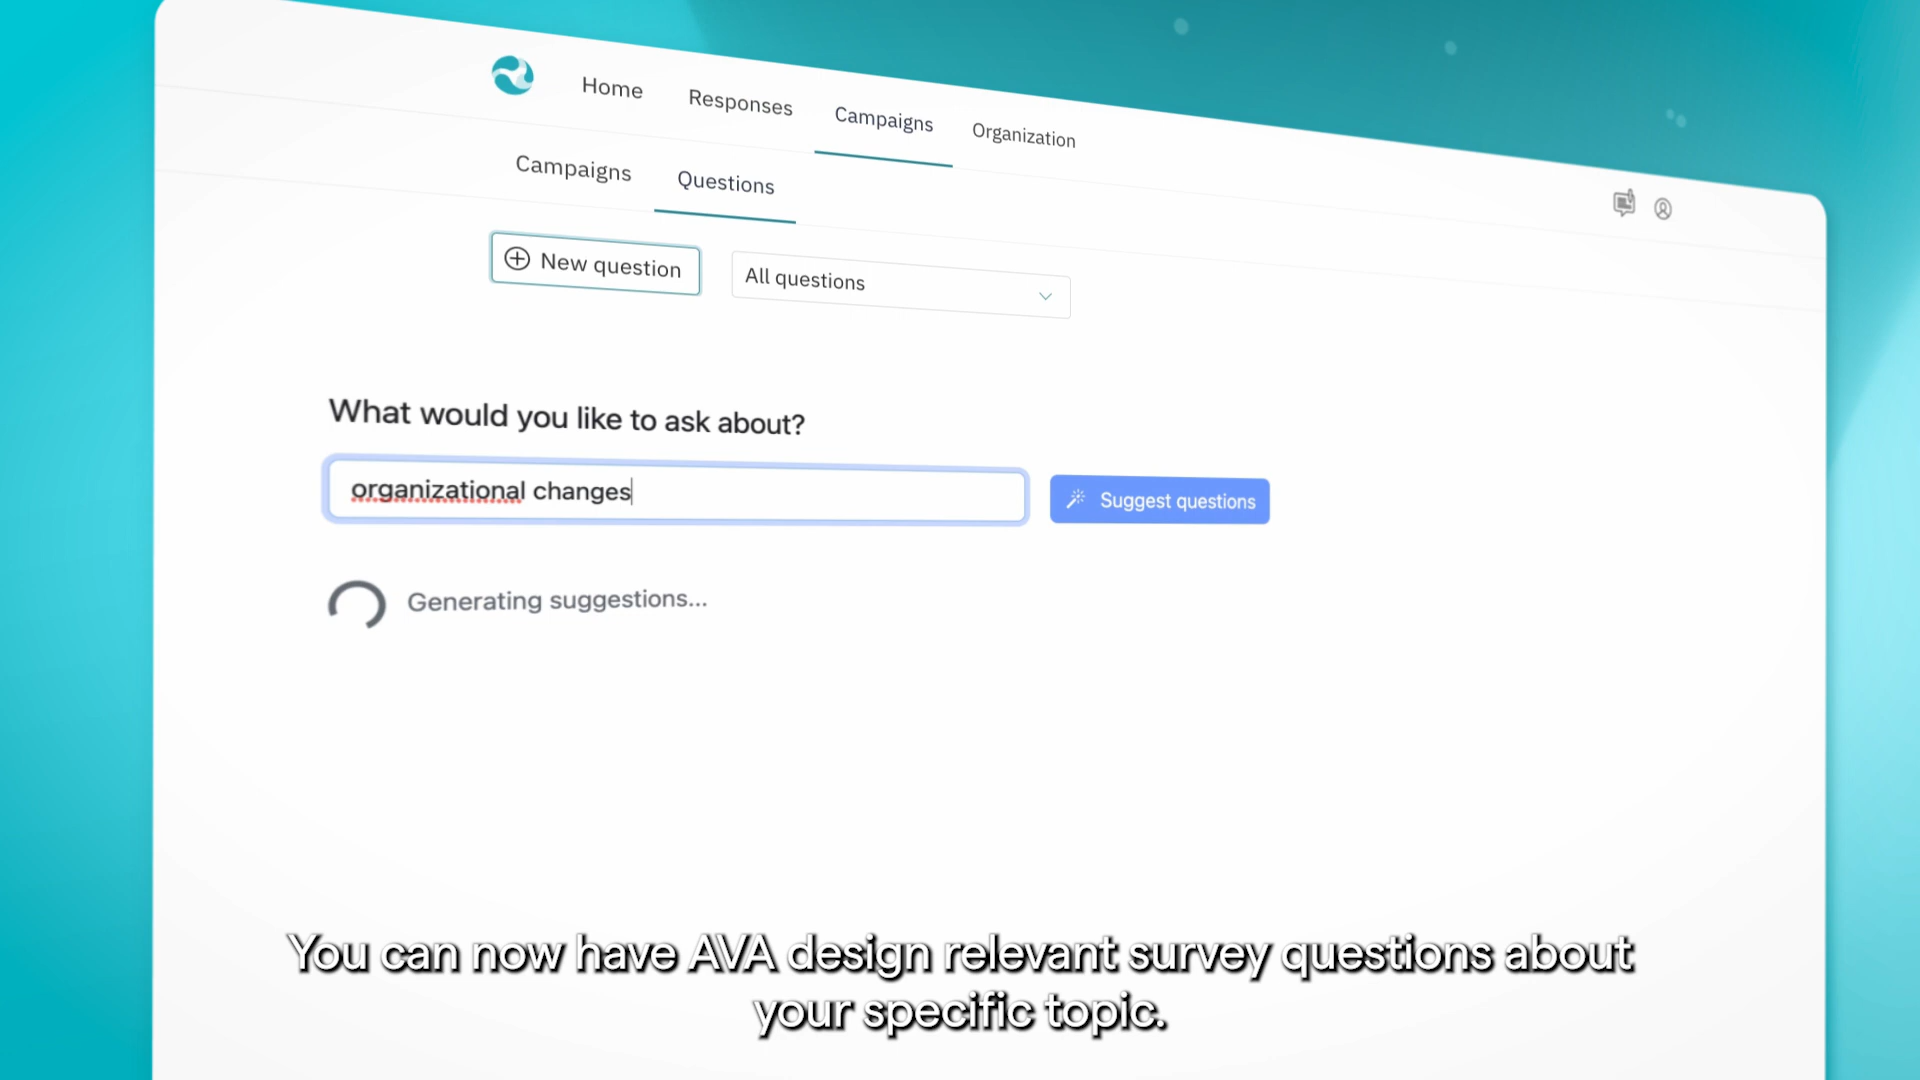 Home
Responses
Campaigns
Organization
Campaigns
Questions
New question
All questions
What would you like to ask about?
organizational changes
Suggest questions
Generating suggestions...
You can now have AVA design relevant survey questions about
your specific topic.